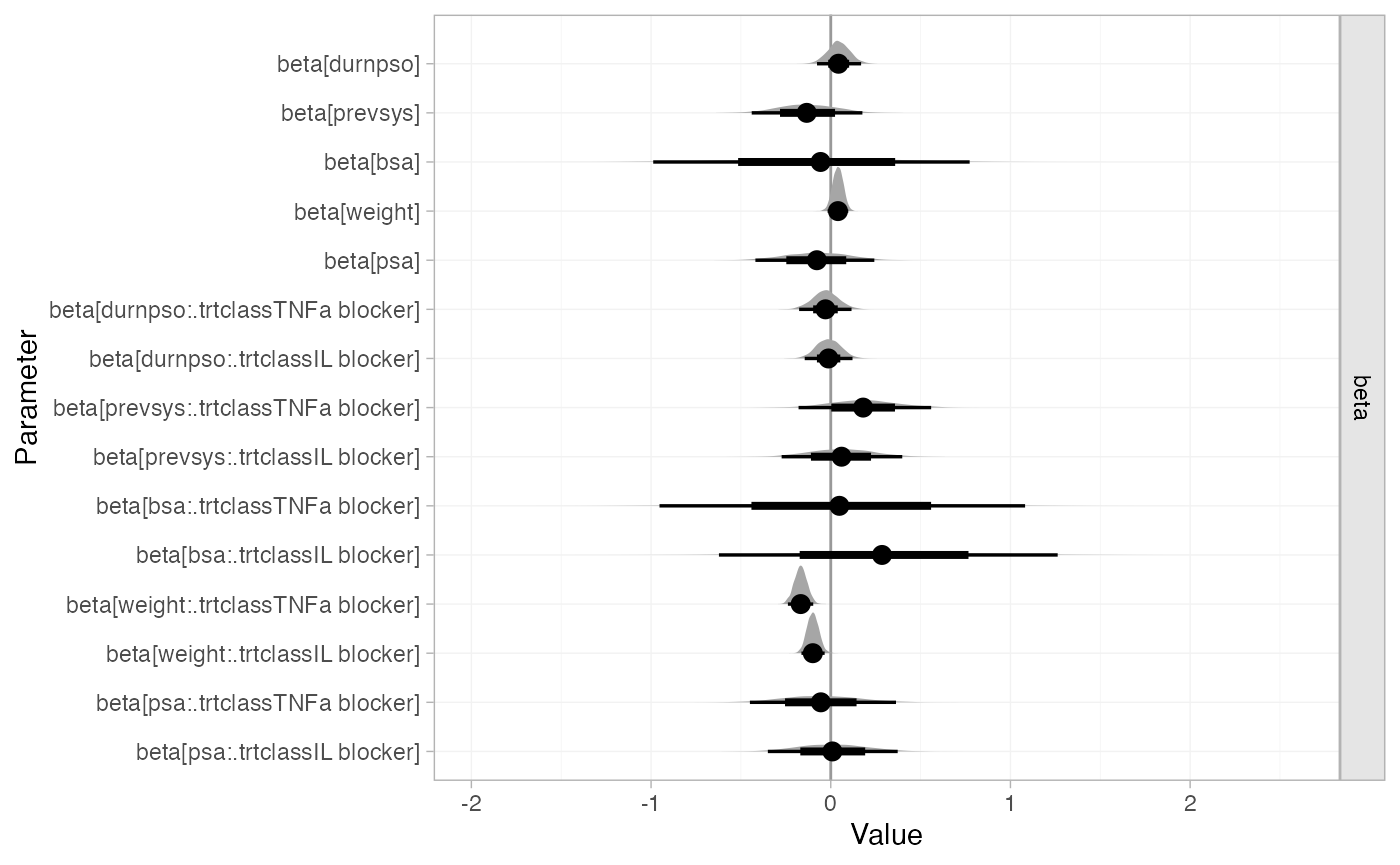 beta[durnpso]
beta[prevsys]
beta[bsa]
beta[weight]
beta[psa]
beta[durnpso:.trtclassTNFa blocker]
beta[durnpso:.trtclassIL blocker]
beta[prevsys:.trtclassTNFa blocker]
beta[prevsys:.trtclassIL blocker]
beta[bsa:.trtclassTNFa blocker]
beta[bsa:.trtclassIL blocker]
beta[weight:.trtclassTNFa blocker]
beta[weight:.trtclassIL blocker]
beta[psa:.trtclassTNFa blocker]
beta[psa:.trtclassIL blocker]
Parameter
beta
-2 -1 0 1 2
Value